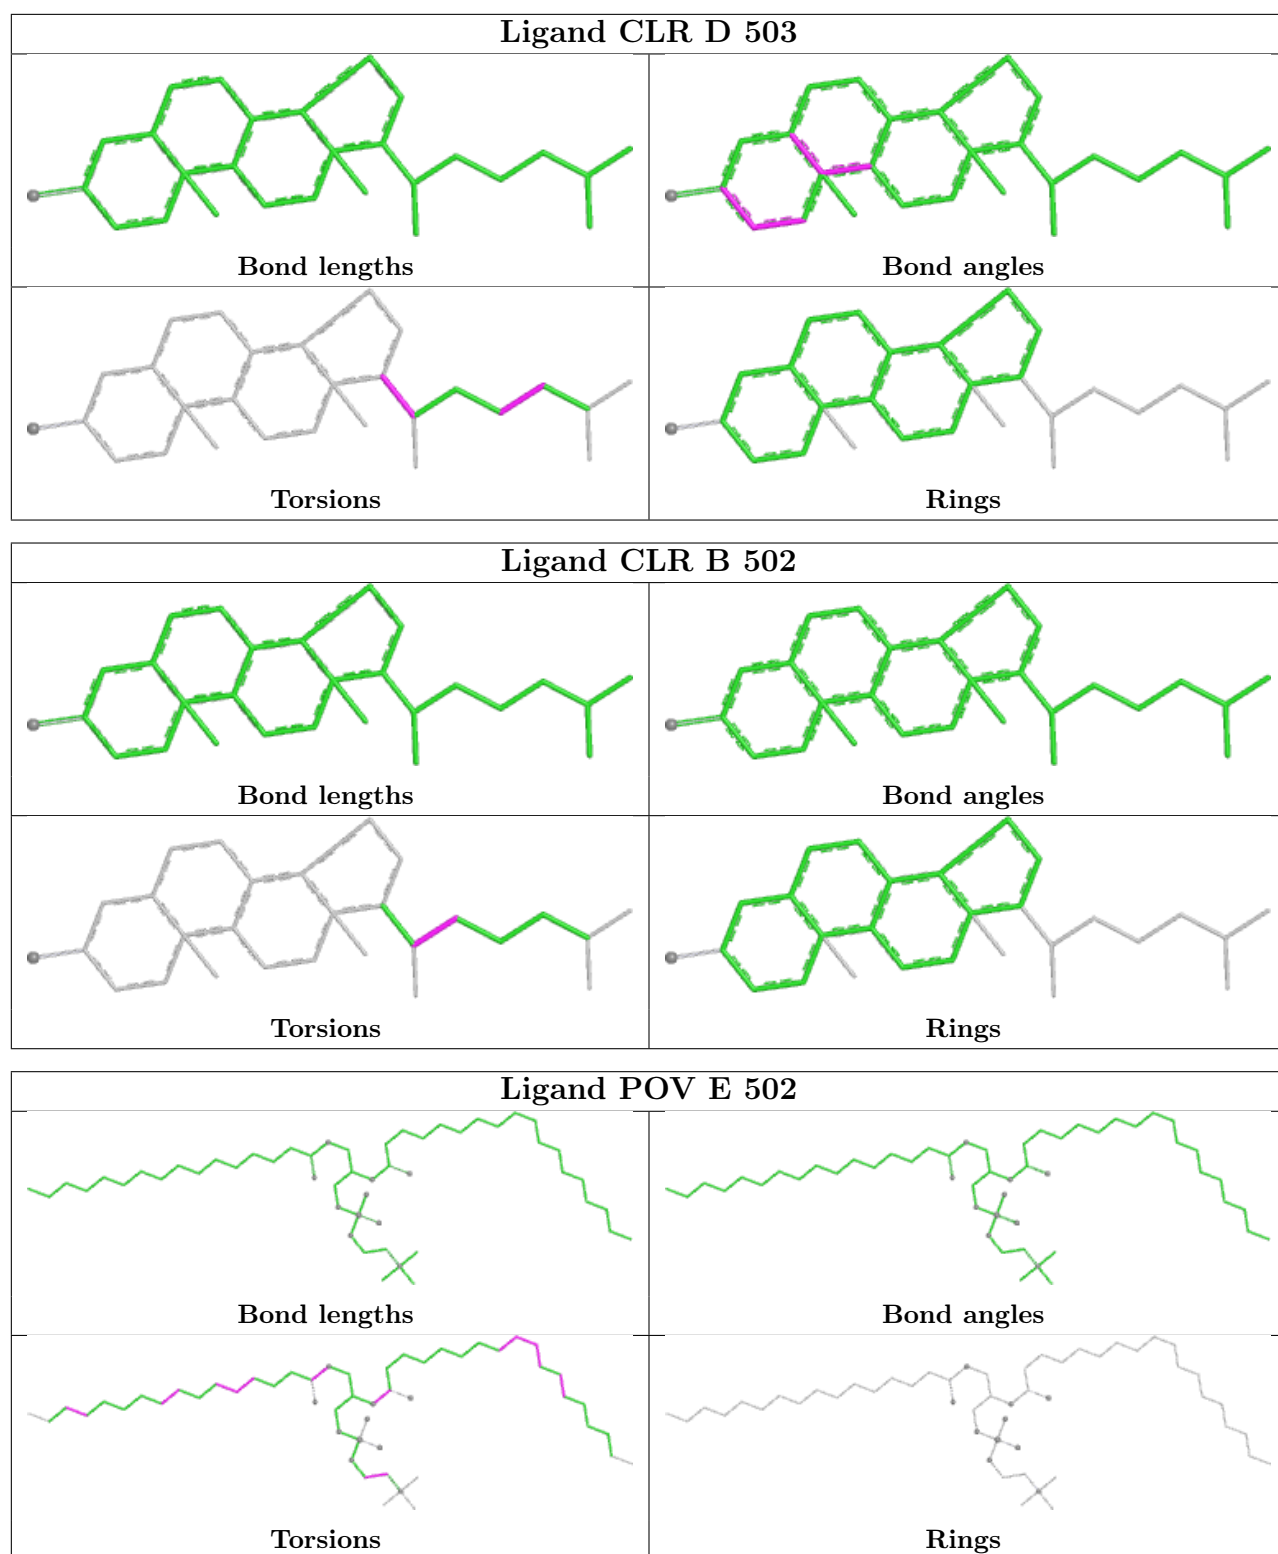 Ligand CLR D 503
Bond lengths
Bond angles
Torsions
Rings
Ligand CLR B 502
Bond lengths
Bond angles
Torsions
Rings
Ligand POV E 502
Bond lengths
Bond angles
Torsions
Rings